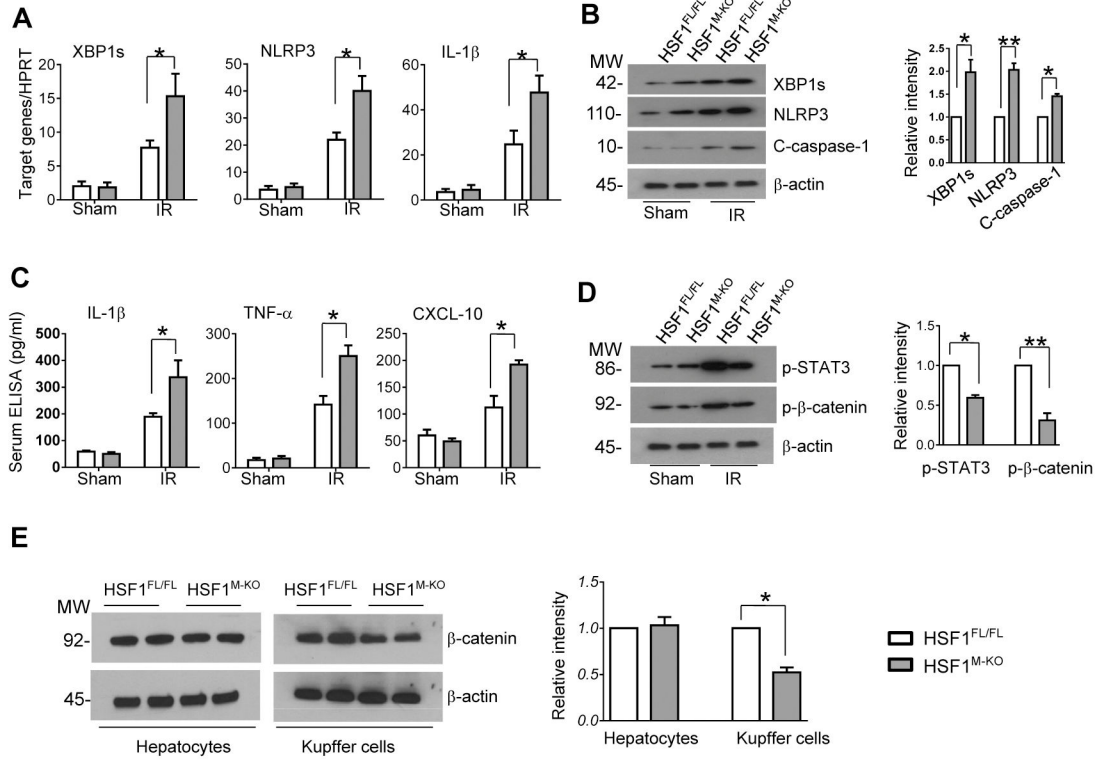 A
XBP1s
NLRP3
IL-1β
Target genes/HPRT
20
15
10
5
0
50
40
30
20
10
0
60
40
20
0
*
*
*
Sham
IR
Sham
IR
Sham
IR
B
HSF1FL/FL
HSF1M-KO
HSF1FL/FL
HSF1M-KO
MW
42-
XBP1s
110-
NLRP3
10-
C-caspase-1
45-
β-actin
Sham
IR
Relative intensity
2.5
2.0
1.5
1.0
0.5
0.0
*
**
*
XBP1s
NLRP3
C-caspase-1
C
IL-1β
TNF-α
CXCL-10
Serum ELISA (pg/ml)
500
400
300
200
100
0
300
200
100
0
250
200
150
100
50
0
*
*
*
Sham
IR
Sham
IR
Sham
IR
D
HSF1FL/FL
HSF1M-KO
HSF1FL/FL
HSF1M-KO
MW
86-
p-STAT3
92-
p-β-catenin
45-
β-actin
Sham
IR
Relative intensity
1.5
1.0
0.5
0.0
*
**
p-STAT3
p-β-catenin
E
HSF1FL/FL
HSF1M-KO
HSF1FL/FL
HSF1M-KO
MW
92-
β-catenin
45-
β-actin
Hepatocytes
Kupffer cells
Relative intensity
1.5
1.0
0.5
0.0
*
Hepatocytes
Kupffer cells
HSF1FL/FL
HSF1M-KO